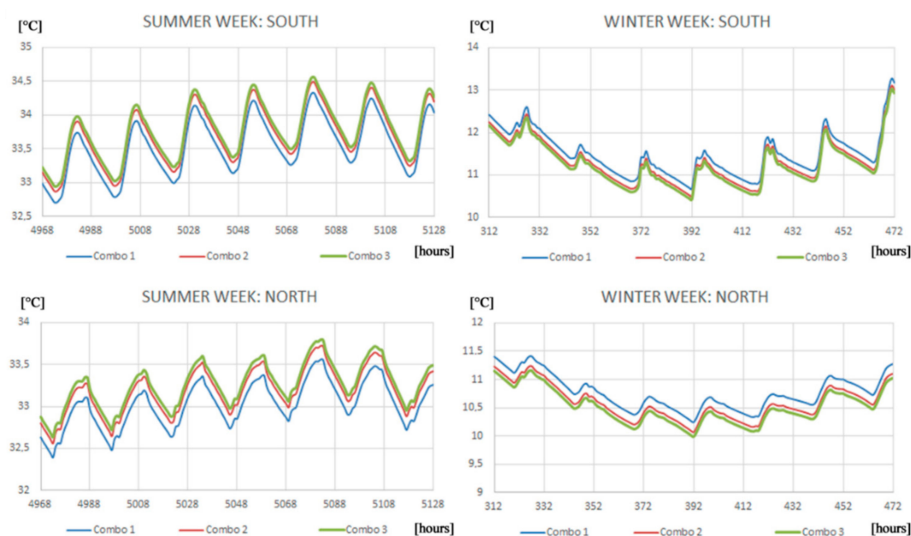 [°C] SUMMER WEEK: SOUTH
35
34,5
34
33,5
33
32,5
4968 4988 5008 5028 5048 5068 5088 5108 5128
Combo 1 Combo 2 Combo 3 [hours]
[°C] WINTER WEEK: SOUTH
14
13
12
11
10
312 332 352 372 392 412 432 452 472
Combo 1 Combo 2 Combo 3 [hours]
[°C] SUMMER WEEK: NORTH
34
33,5
33
32,5
32
4968 4988 5008 5028 5048 5068 5088 5108 5128
Combo 1 Combo 2 Combo 3 [hours]
[°C] WINTER WEEK: NORTH
11.5
11
10.5
10
9.5
9
312 332 352 372 392 412 432 452 472
Combo 1 Combo 2 Combo 3 [hours]